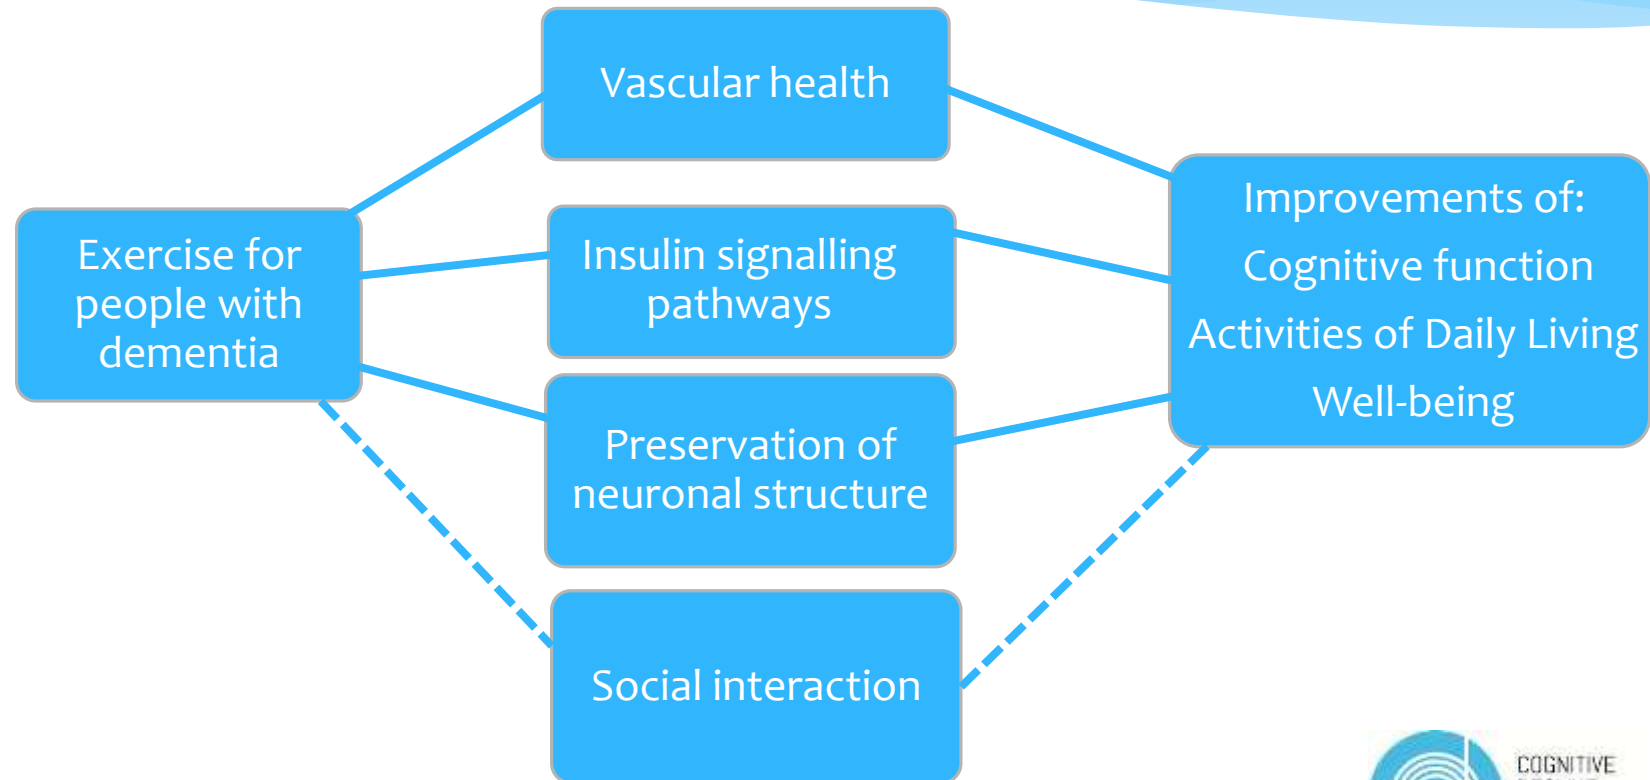 Vascular health
Exercise for
people with
dementia
Insulin signalling
pathways
Preservation of
neuronal structure
Social interaction
Improvements of:
Cognitive function
Activities of Daily Living
Well-being
COGNITIVE